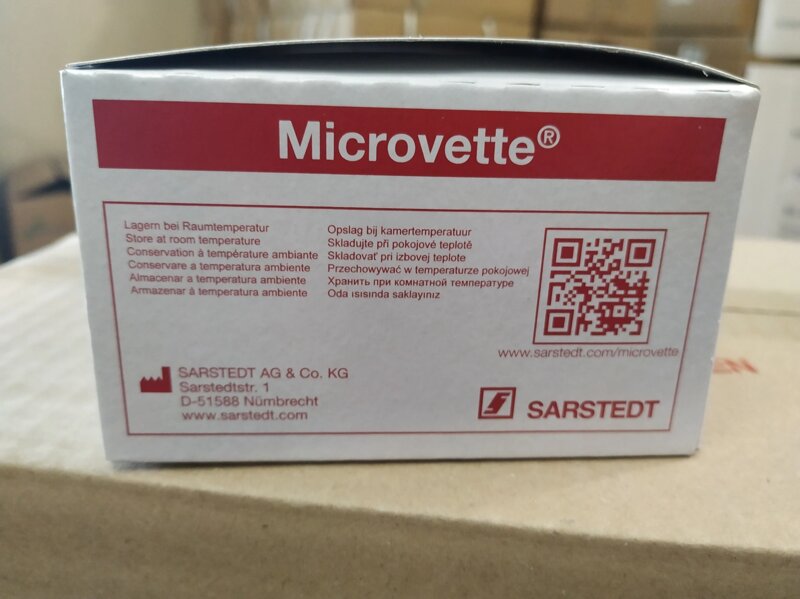 Microvette®
Lagern bei Raumtemperatur
Store at room temperature
Conservation à température ambiante
Conservare a temperatura ambiente
Almacenar a temperatura ambiente
Armazenar à temperatura ambiente
Opslag bij kamertemperatuur
Skladujte při pokojové teplotě
Skladovať pri izbovej teplote
Przechowywać w temperaturze pokojowej
Хранить при комнатной температуре
Oda ısısında saklayınız
www.sarstedt.com/microvette
SARSTEDT AG & Co. KG
Sarstedtstr. 1
D-51588 Nümbrecht
www.sarstedt.com
SARSTEDT